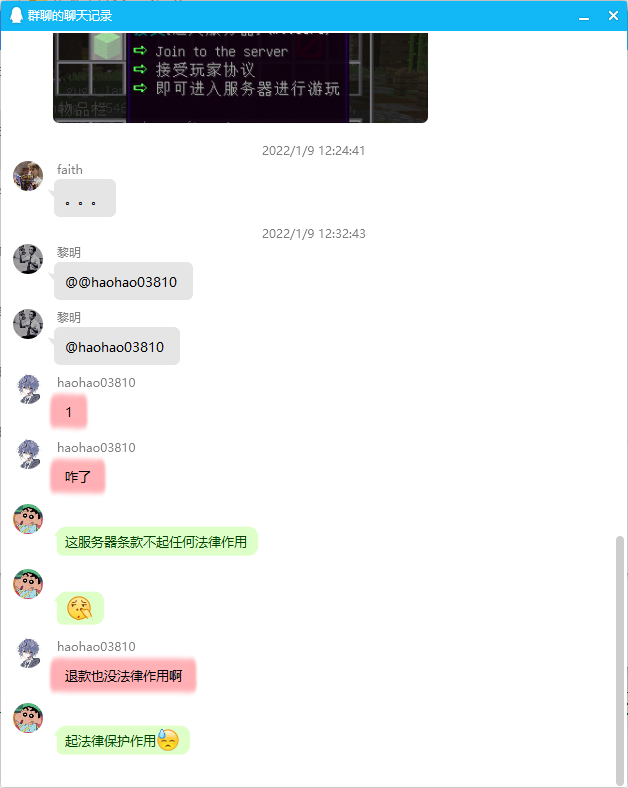 群聊的聊天记录
Join to the server
接受玩家协议
即可进入服务器进行游玩
物品栏
2022/1/9 12:24:41
faith
。。。
2022/1/9 12:32:43
黎明
@@haohao03810
黎明
@haohao03810
haohao03810
1
haohao03810
咋了
这服务器条款不起任何法律作用
haohao03810
退款也没法律作用啊
起法律保护作用